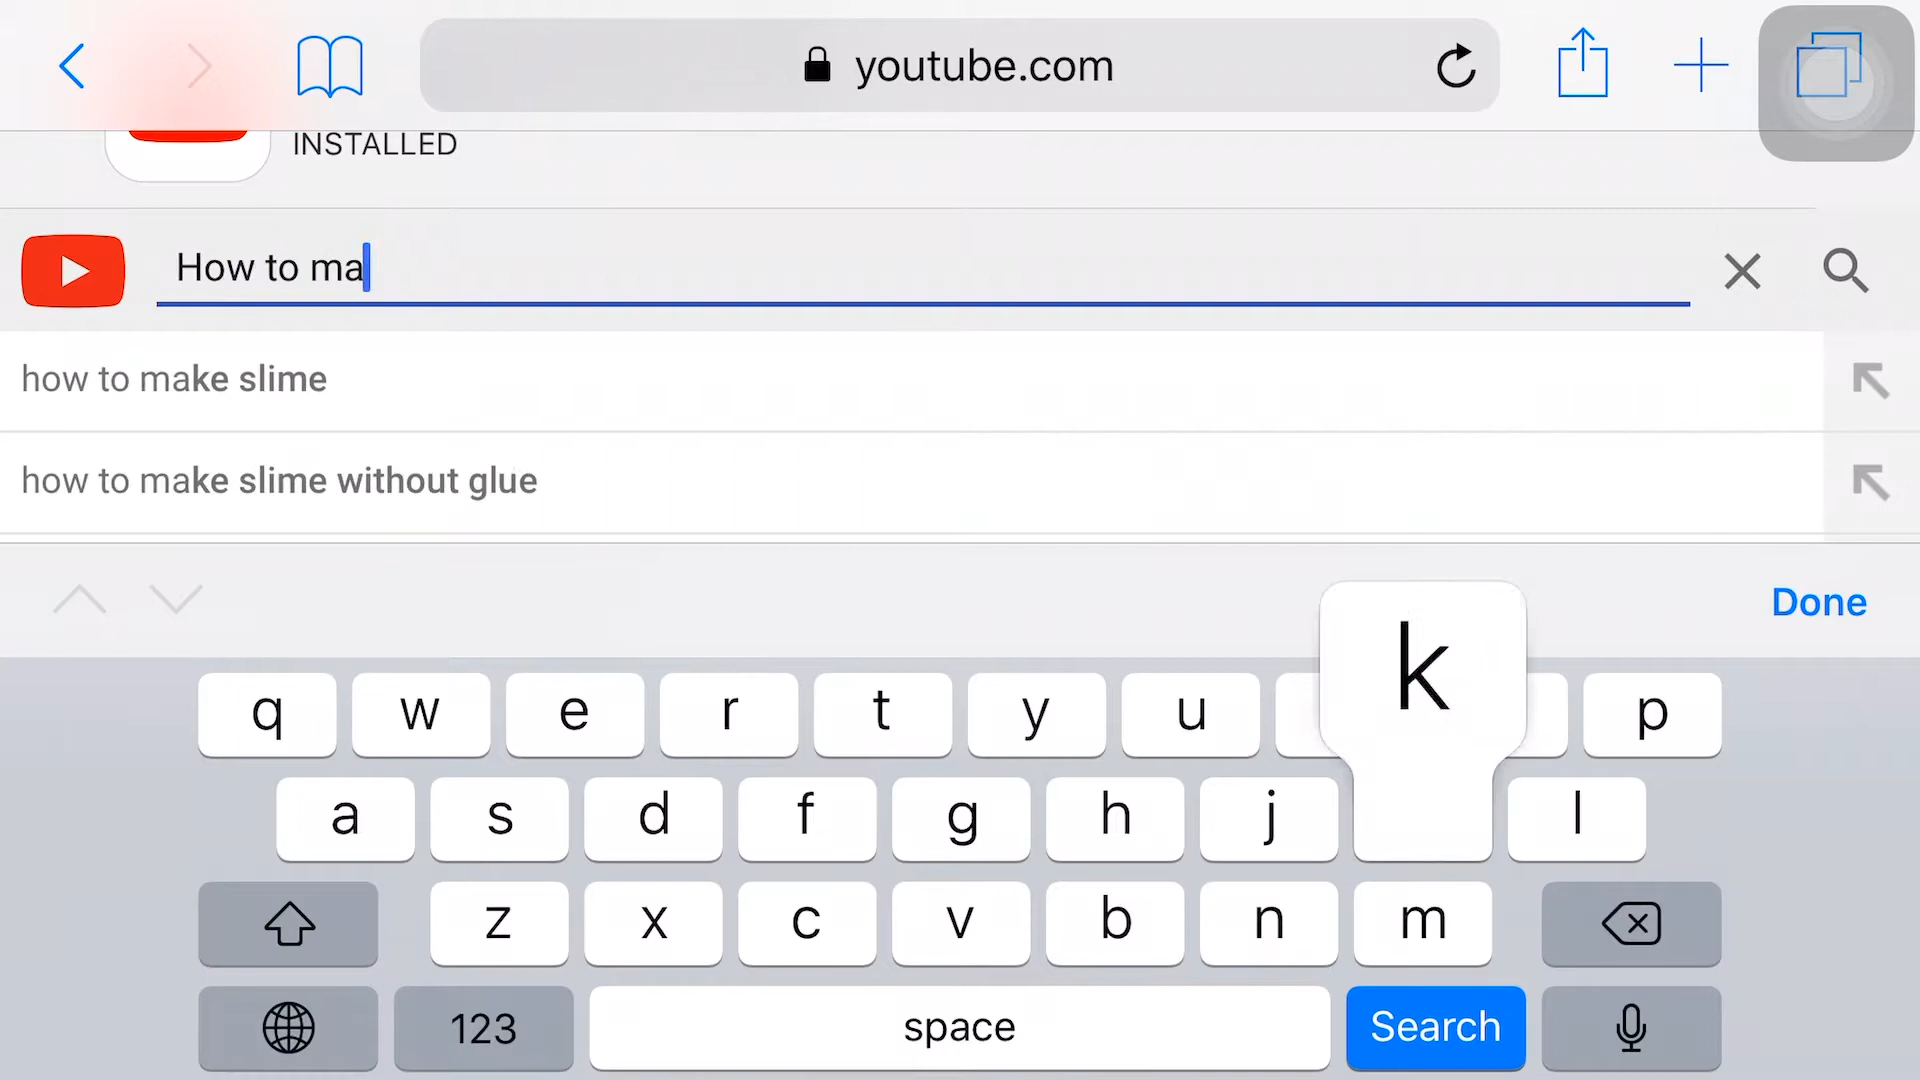 youtube.com
INSTALLED
How to ma
how to make slime
how to make slime without glue
Done
k
q w e r t y u p
a s d f g h j l
z x c v b n m
123 space Search